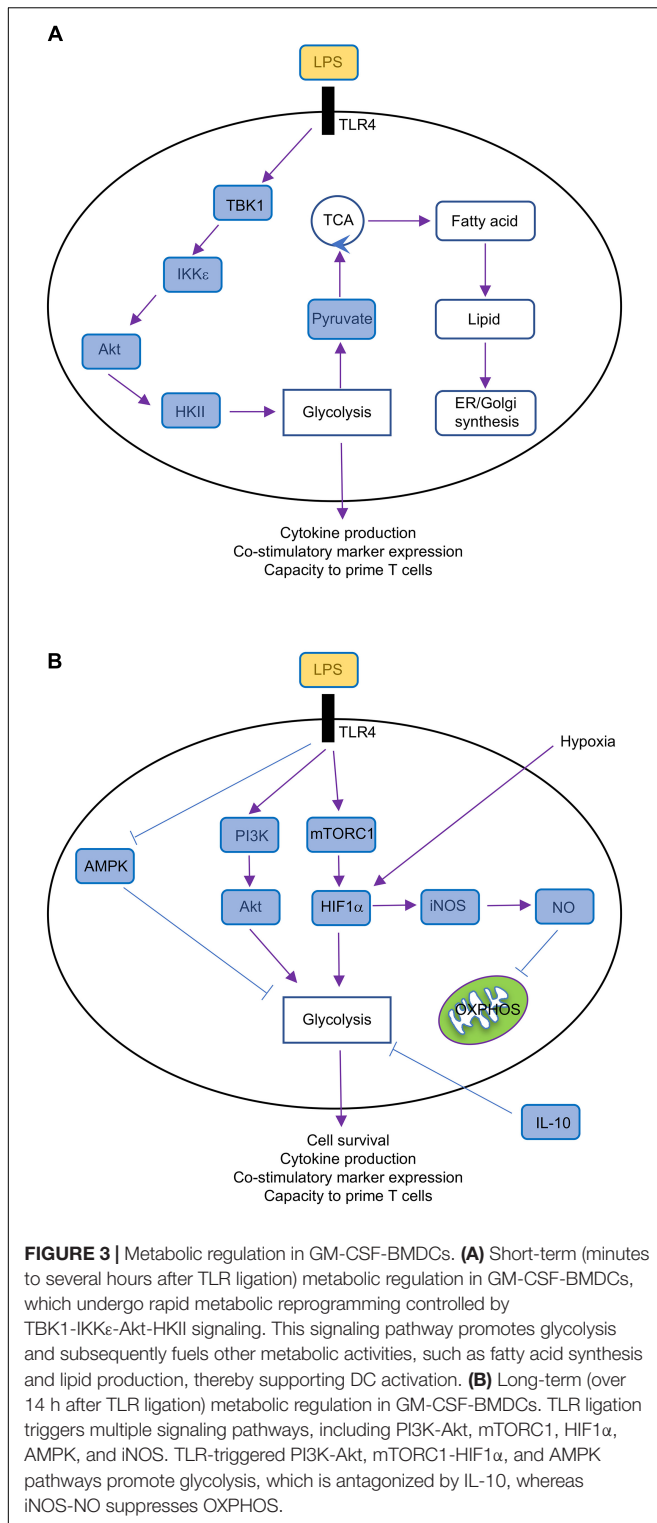 A
LPS
TLR4
TBK1
IKKε
Akt
HKII
TCA
Fatty acid
Pyruvate
Lipid
Glycolysis
ER/Golgi
synthesis
Cytokine production
Co-stimulatory marker expression
Capacity to prime T cells
B
LPS
TLR4
Hypoxia
PI3K
mTORC1
AMPK
Akt
HIF1α
iNOS
NO
Glycolysis
OXPHOS
IL-10
Cell survival
Cytokine production
Co-stimulatory marker expression
Capacity to prime T cells
FIGURE 3 | Metabolic regulation in GM-CSF-BMDCs. (A) Short-term (minutes
to several hours after TLR ligation) metabolic regulation in GM-CSF-BMDCs,
which undergo rapid metabolic reprogramming controlled by
TBK1-IKKε-Akt-HKII signaling. This signaling pathway promotes glycolysis
and subsequently fuels other metabolic activities, such as fatty acid synthesis
and lipid production, thereby supporting DC activation. (B) Long-term (over
14 h after TLR ligation) metabolic regulation in GM-CSF-BMDCs. TLR ligation
triggers multiple signaling pathways, including PI3K-Akt, mTORC1, HIF1α,
AMPK, and iNOS. TLR-triggered PI3K-Akt, mTORC1-HIF1α, and AMPK
pathways promote glycolysis, which is antagonized by IL-10, whereas
iNOS-NO suppresses OXPHOS.